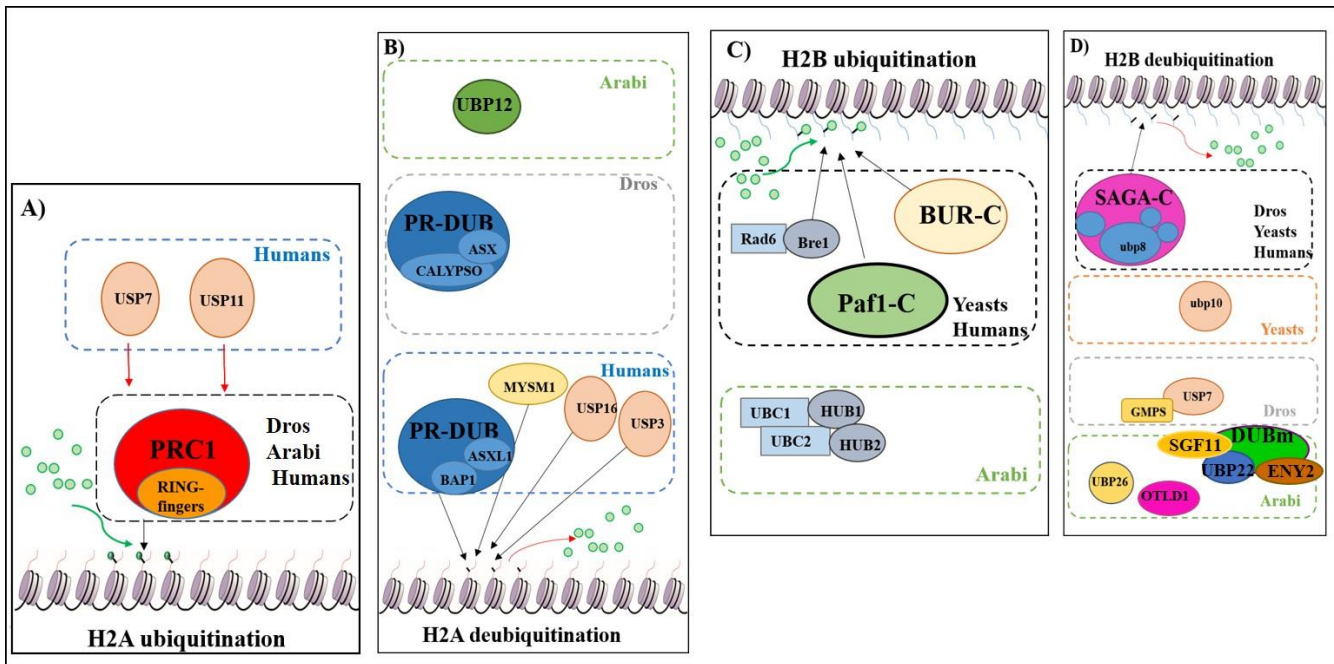 A)
Humans
USP7
USP11
PRC1
RING-
fingers
Dros
Arabi
Humans
H2A ubiquitination
B)
Arabi
UBP12
Dros
PR-DUB
ASX
CALYPSO
Humans
MYSM1
USP16
USP3
PR-DUB
ASXL1
BAP1
H2A deubiquitination
C)
H2B ubiquitination
Rad6
Bre1
BUR-C
Paf1-C
Yeasts
Humans
UBC1
HUB1
UBC2
HUB2
Arabi
D)
H2B deubiquitination
SAGA-C
ubp8
Dros
Yeasts
Humans
ubp10
Yeasts
USP7
GMPS
Dros
SGF11
DUBm
UBP22
ENY2
UBP26
OTLD1
Arabi